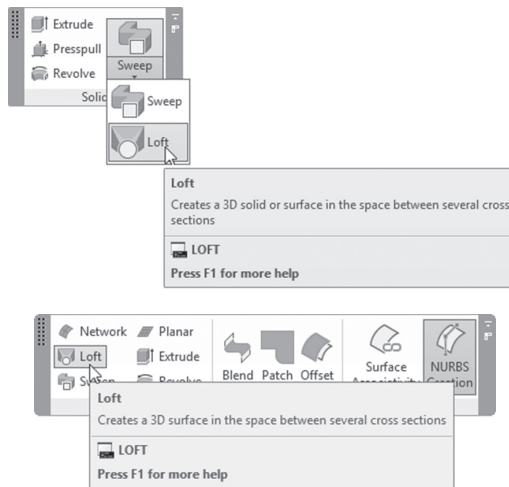 Extrude
Presspull
Revolve
Sweep
Solid
Sweep
Loft
Loft
Creates a 3D solid or surface in the space between several cross
sections
LOFT
Press F1 for more help
Network
Planar
Loft
Extrude
Blend
Patch
Offset
Surface
NURBS
Creation
Loft
Creates a 3D surface in the space between several cross sections
LOFT
Press F1 for more help